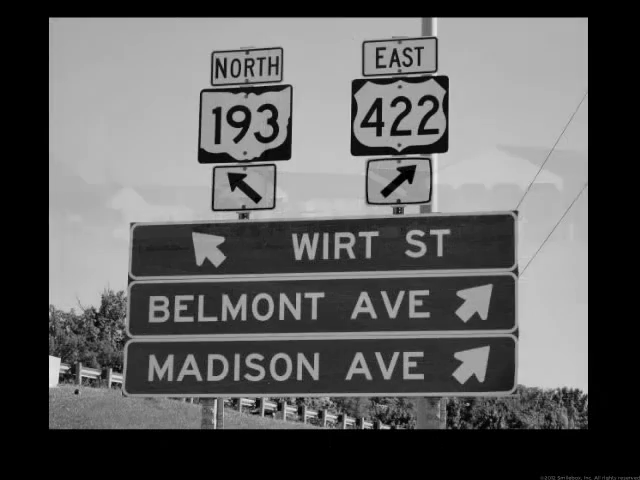 NORTH
193
EAST
422
WIRT ST
BELMONT AVE
MADISON AVE